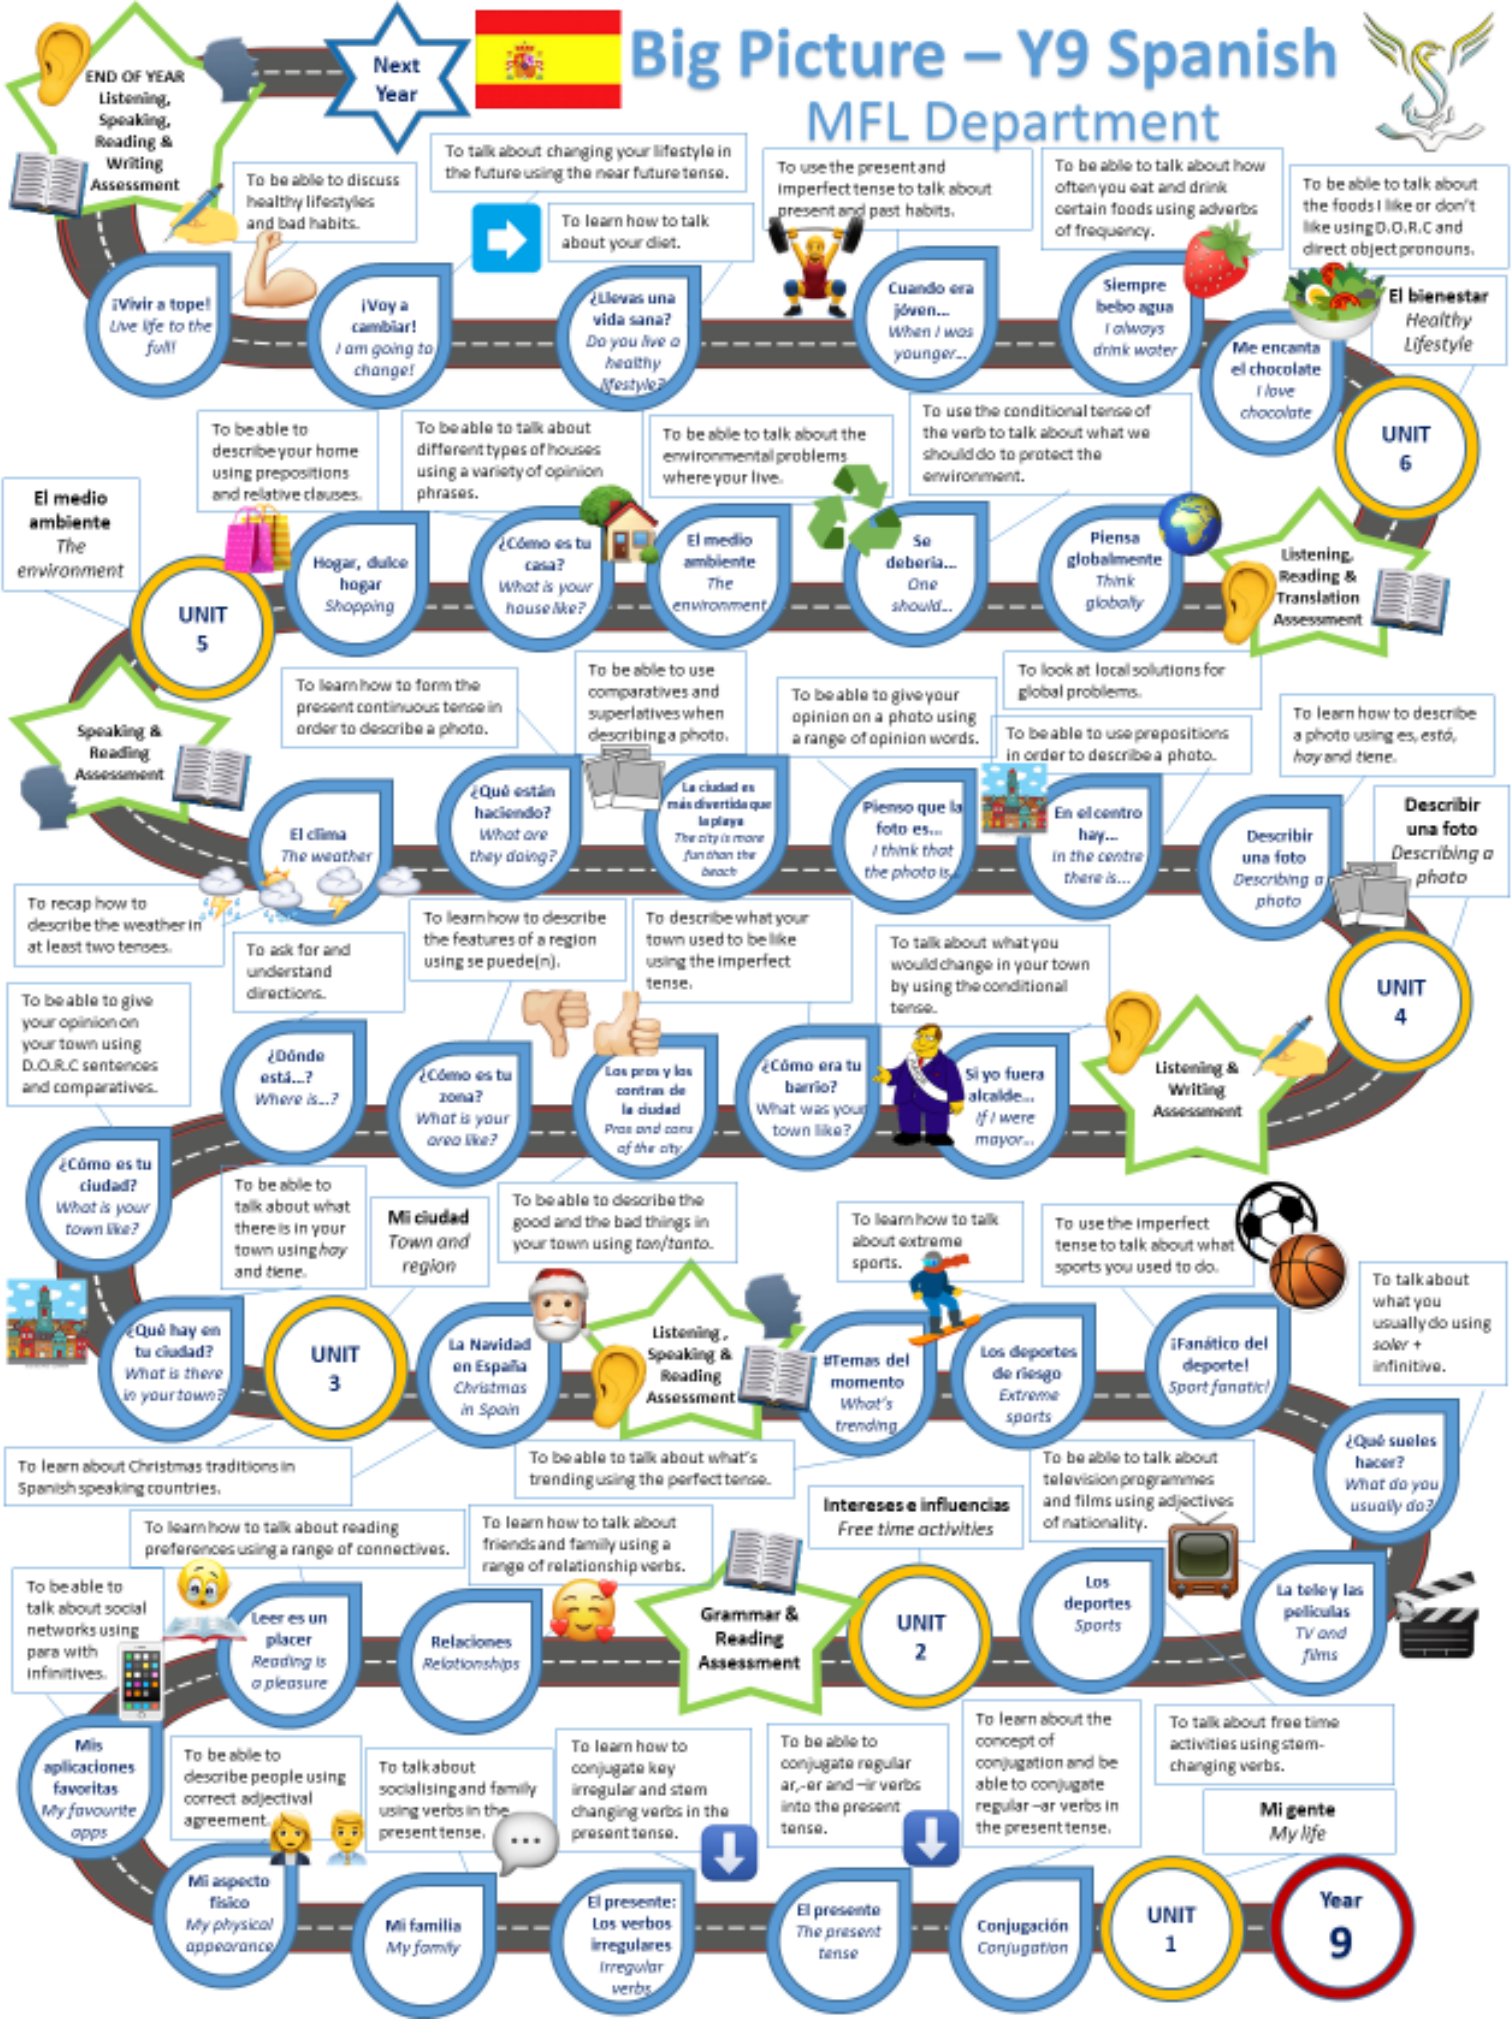 Big Picture – Y9 Spanish
MFL Department
END OF YEAR
Listening,
Speaking,
Reading &
Writing
Assessment
Next
Year
To be able to discuss
healthy lifestyles
and bad habits.
To talk about changing your lifestyle in
the future using the near future tense.
To learn how to talk
about your diet.
To use the present and
imperfect tense to talk about
present and past habits.
To be able to talk about how
often you eat and drink
certain foods using adverbs
of frequency.
To be able to talk about
the foods I like or don't
like using D.O.R.C and
direct object pronouns.
¡Vivir a tope!
Live life to the
full!
¡Voy a
cambiar!
I am going to
change!
¿Llevas una
vida sana?
Do you live a
healthy
lifestyle?
Cuando era
jóven...
When I was
younger...
Siempre
bebo agua
I always
drink water
Me encanta
el chocolate
I love
chocolate
El bienestar
Healthy
Lifestyle
UNIT
6
To be able to
describe your home
using prepositions
and relative clauses.
To be able to talk about
different types of houses
using a variety of opinion
phrases.
To be able to talk about the
environmental problems
where your live.
To use the conditional tense of
the verb to talk about what we
should do to protect the
environment.
El medio
ambiente
The
environment
UNIT
5
Hogar, dulce
hogar
Shopping
¿Cómo es tu
casa?
What is your
house like?
El medio
ambiente
The
environment
Se
debería...
One
should...
Piensa
globalmente
Think
globally
Listening,
Reading &
Translation
Assessment
Speaking &
Reading
Assessment
To learn how to form the
present continuous tense in
order to describe a photo.
To be able to use
comparatives and
superlatives when
describing a photo.
To be able to give your
opinion on a photo using
a range of opinion words.
To look at local solutions for
global problems.
To be able to use prepositions
in order to describe a photo.
To learn how to describe
a photo using es, está,
hay and tiene.
El clima
The weather
¿Qué están
haciendo?
What are
they doing?
La ciudad es
más divertida que
la playa
The city is more
fun than the
beach
Pienso que la
foto es...
I think that
the photo is...
En el centro
hay...
In the centre
there is...
Describir
una foto
Describing a
photo
Describir
una foto
Describing a
photo
UNIT
4
To recap how to
describe the weather in
at least two tenses.
To ask for and
understand
directions.
To learn how to describe
the features of a region
using se puede(n).
To describe what your
town used to be like
using the imperfect
tense.
To talk about what you
would change in your town
by using the conditional
tense.
To be able to give
your opinion on
your town using
D.O.R.C sentences
and comparatives.
¿Cómo es tu
ciudad?
What is your
town like?
¿Dónde
está...?
Where is...?
¿Cómo es tu
zona?
What is your
area like?
Los pros y los
contras de
la ciudad
Pros and cons
of the city
¿Cómo era tu
barrio?
What was your
town like?
Si yo fuera
alcalde...
If I were
mayor...
Listening &
Writing
Assessment
To be able to
talk about what
there is in your
town using hay
and tiene.
Mi ciudad
Town and
region
To be able to describe the
good and the bad things in
your town using tan/tanto.
To learn how to talk
about extreme
sports.
To use the imperfect
tense to talk about what
sports you used to do.
To talk about
what you
usually do using
soler +
infinitive.
¿Qué hay en
tu ciudad?
What is there
in your town?
UNIT
3
La Navidad
en España
Christmas
in Spain
Listening,
Speaking &
Reading
Assessment
#Temas del
momento
What's
trending
Los deportes
de riesgo
Extreme
sports
¡Fanático del
deporte!
Sport fanatic!
¿Qué sueles
hacer?
What do you
usually do?
To learn about Christmas traditions in
Spanish speaking countries.
To be able to talk about what's
trending using the perfect tense.
To be able to talk about
television programmes
and films using adjectives
of nationality.
Intereses e influencias
Free time activities
To learn how to talk about reading
preferences using a range of connectives.
To learn how to talk about
friends and family using a
range of relationship verbs.
To be able to
talk about social
networks using
para with
infinitives.
Leer es un
placer
Reading is
a pleasure
Relaciones
Relationships
Grammar &
Reading
Assessment
UNIT
2
Los
deportes
Sports
La tele y las
películas
TV and
films
Mis
aplicaciones
favoritas
My favourite
apps
To be able to
describe people using
correct adjectival
agreement.
To talk about
socialising and family
using verbs in the
present tense.
To learn how to
conjugate key
irregular and stem
changing verbs in the
present tense.
To be able to
conjugate regular
ar,-er and –ir verbs
into the present
tense.
To learn about the
concept of
conjugation and be
able to conjugate
regular –ar verbs in
the present tense.
To talk about free time
activities using stem-
changing verbs.
Mi gente
My life
Mi aspecto
físico
My physical
appearance
Mi familia
My family
El presente:
Los verbos
irregulares
Irregular
verbs
El presente
The present
tense
Conjugación
Conjugation
UNIT
1
Year
9